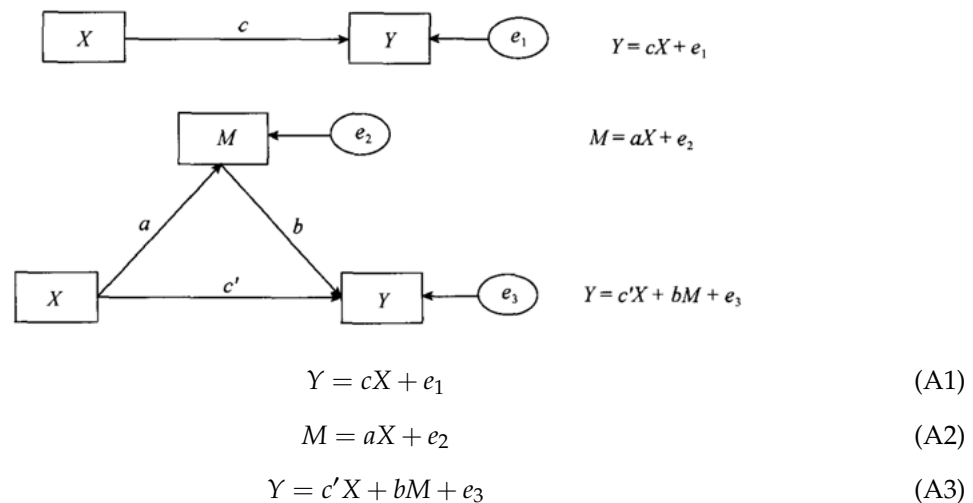 c
X
Y
e₁
Y = cX + e₁
M
e₂
M = aX + e₂
a
b
X
c'
Y
e₃
Y = c'X + bM + e₃
Y = cX + e₁ (A1)
M = aX + e₂ (A2)
Y = c′X + bM + e₃ (A3)